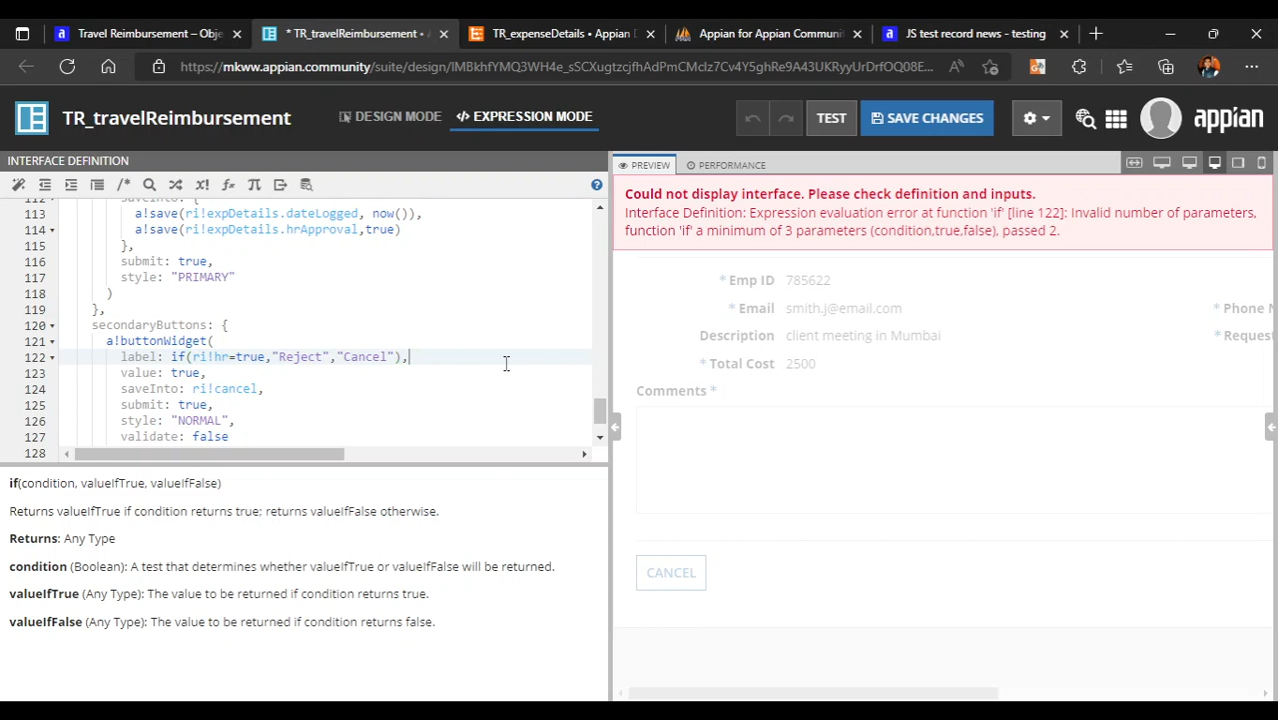 Travel Reimbursement – Obje
* TR_travelReimbursement •
TR_expenseDetails • Appian D
Appian for Appian Communi
JS test record news - testing
https://mkww.appian.community/suite/design/
TR_travelReimbursement
DESIGN MODE
EXPRESSION MODE
TEST
SAVE CHANGES
appian
INTERFACE DEFINITION
PREVIEW
PERFORMANCE
112 saveInto: {
113 a!save(ri!expDetails.dateLogged, now()),
114 a!save(ri!expDetails.hrApproval,true)
115 },
116 submit: true,
117 style: "PRIMARY"
118 )
119 },
120 secondaryButtons: {
121 a!buttonWidget(
122 label: if(ri!hr=true,"Reject","Cancel"),
123 value: true,
124 saveInto: ri!cancel,
125 submit: true,
126 style: "NORMAL",
127 validate: false
128
if(condition, valueIfTrue, valueIfFalse)
Returns valueIfTrue if condition returns true; returns valueIfFalse otherwise.
Returns: Any Type
condition (Boolean): A test that determines whether valueIfTrue or valueIfFalse will be returned.
valueIfTrue (Any Type): The value to be returned if condition returns true.
valueIfFalse (Any Type): The value to be returned if condition returns false.
Could not display interface. Please check definition and inputs.
Interface Definition: Expression evaluation error at function 'if' [line 122]: Invalid number of parameters,
function 'if' a minimum of 3 parameters (condition,true,false), passed 2.
* Emp ID 785622
* Email smith.j@email.com
* Phone N
Description client meeting in Mumbai
* Request
* Total Cost 2500
Comments *
CANCEL